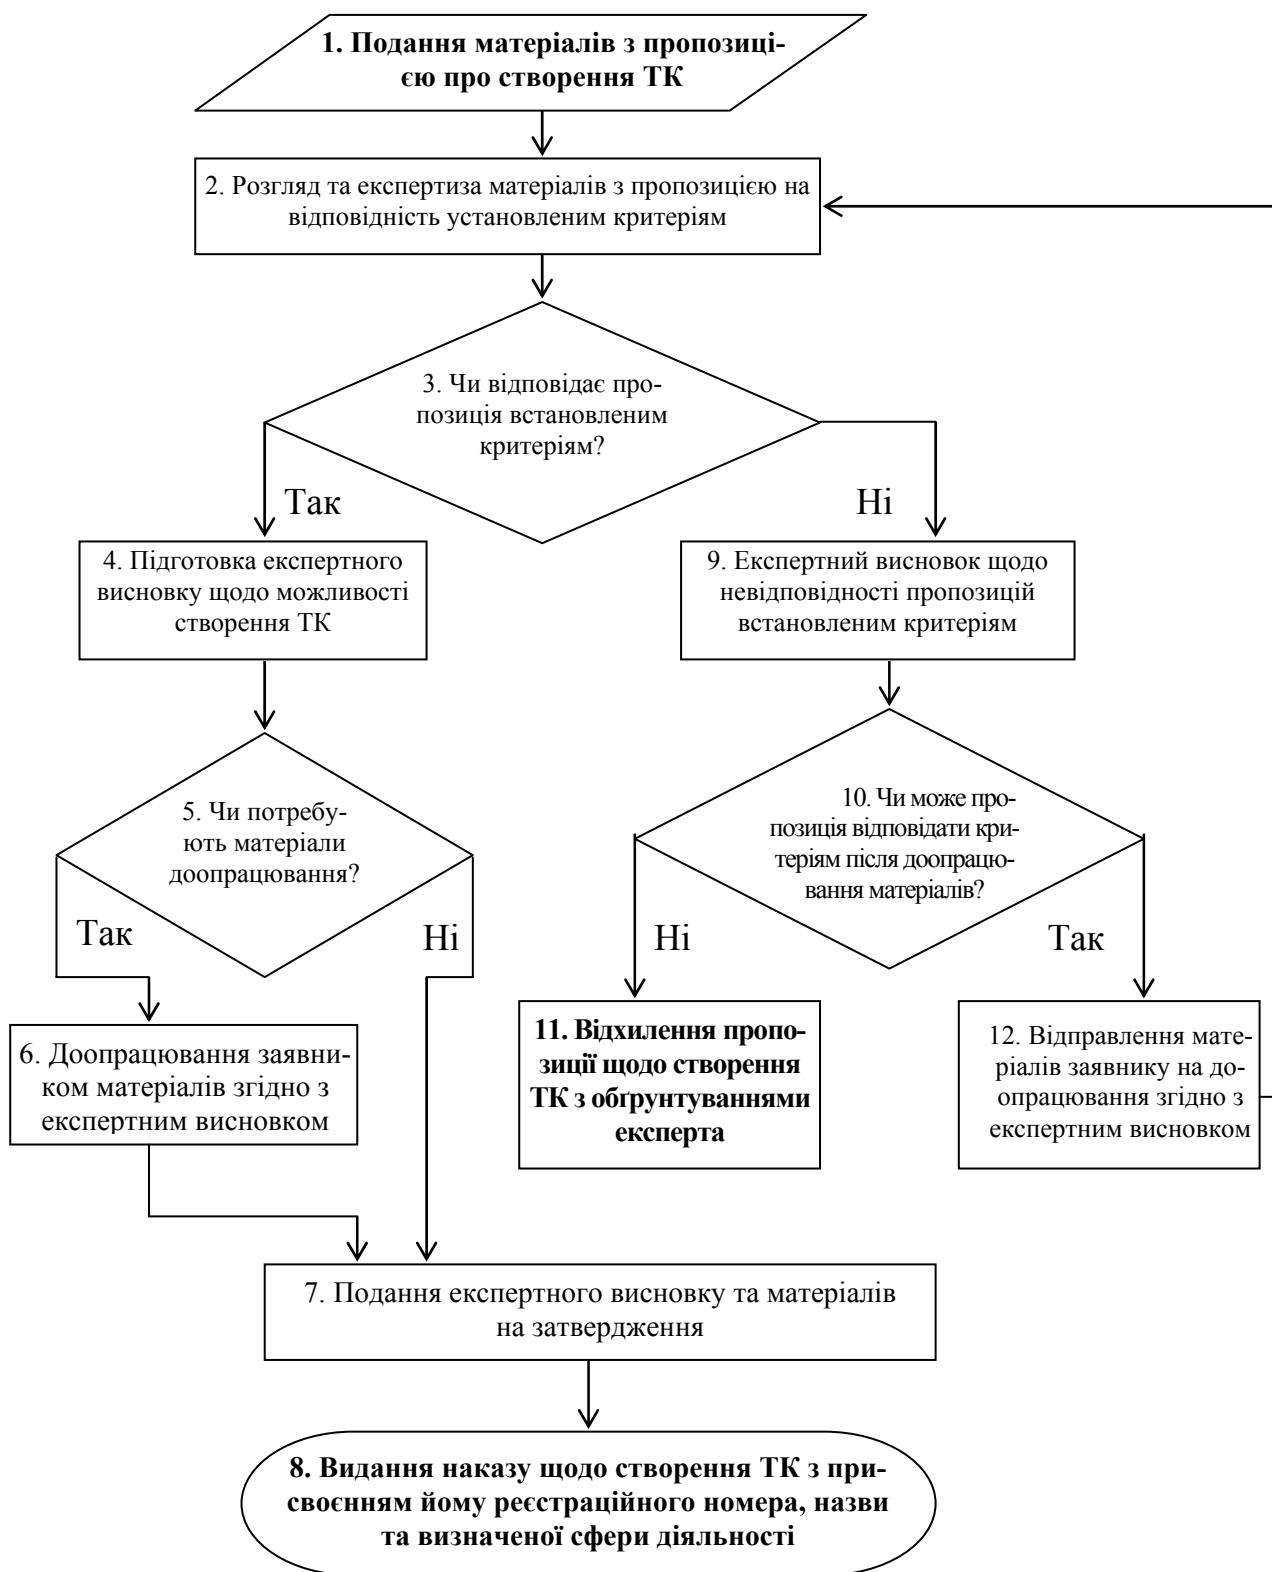 1. Подання матеріалів з пропозиці-
єю про створення ТК
2. Розгляд та експертиза матеріалів з пропозицією на
відповідність установленим критеріям
3. Чи відповідає про-
позиція встановленим
критеріям?
Так
Ні
4. Підготовка експертного
висновку щодо можливості
створення ТК
9. Експертний висновок щодо
невідповідності пропозицій
встановленим критеріям
5. Чи потребу-
ють матеріали
доопрацювання?
10. Чи може про-
позиція відповідати кри-
теріям після доопрацю-
вання матеріалів?
Так
Ні
Ні
Так
6. Доопрацювання заявни-
ком матеріалів згідно з
експертним висновком
11. Відхилення пропо-
зиції щодо створення
ТК з обґрунтуваннями
експерта
12. Відправлення мате-
ріалів заявнику на до-
опрацювання згідно з
експертним висновком
7. Подання експертного висновку та матеріалів
на затвердження
8. Видання наказу щодо створення ТК з при-
своєнням йому реєстраційного номера, назви
та визначеної сфери діяльності